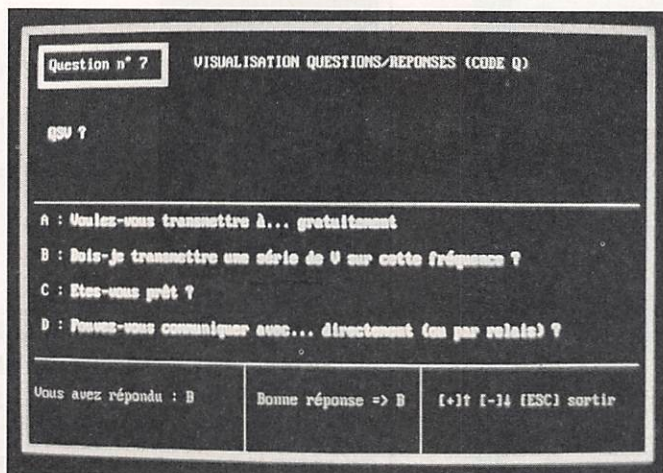 Question n° 7
VISUALISATION QUESTIONS/REPONSES (CODE Q)
QSV ?
A : Voulez-vous transmettre à... gratuitement
B : Dois-je transmettre une série de V sur cette fréquence ?
C : Etes-vous prêt ?
D : Pouvez-vous communiquer avec... directement (ou par relais) ?
Vous avez répondu : B
Bonne réponse => B
[+]↑ [-]↓ [ESC] sortir